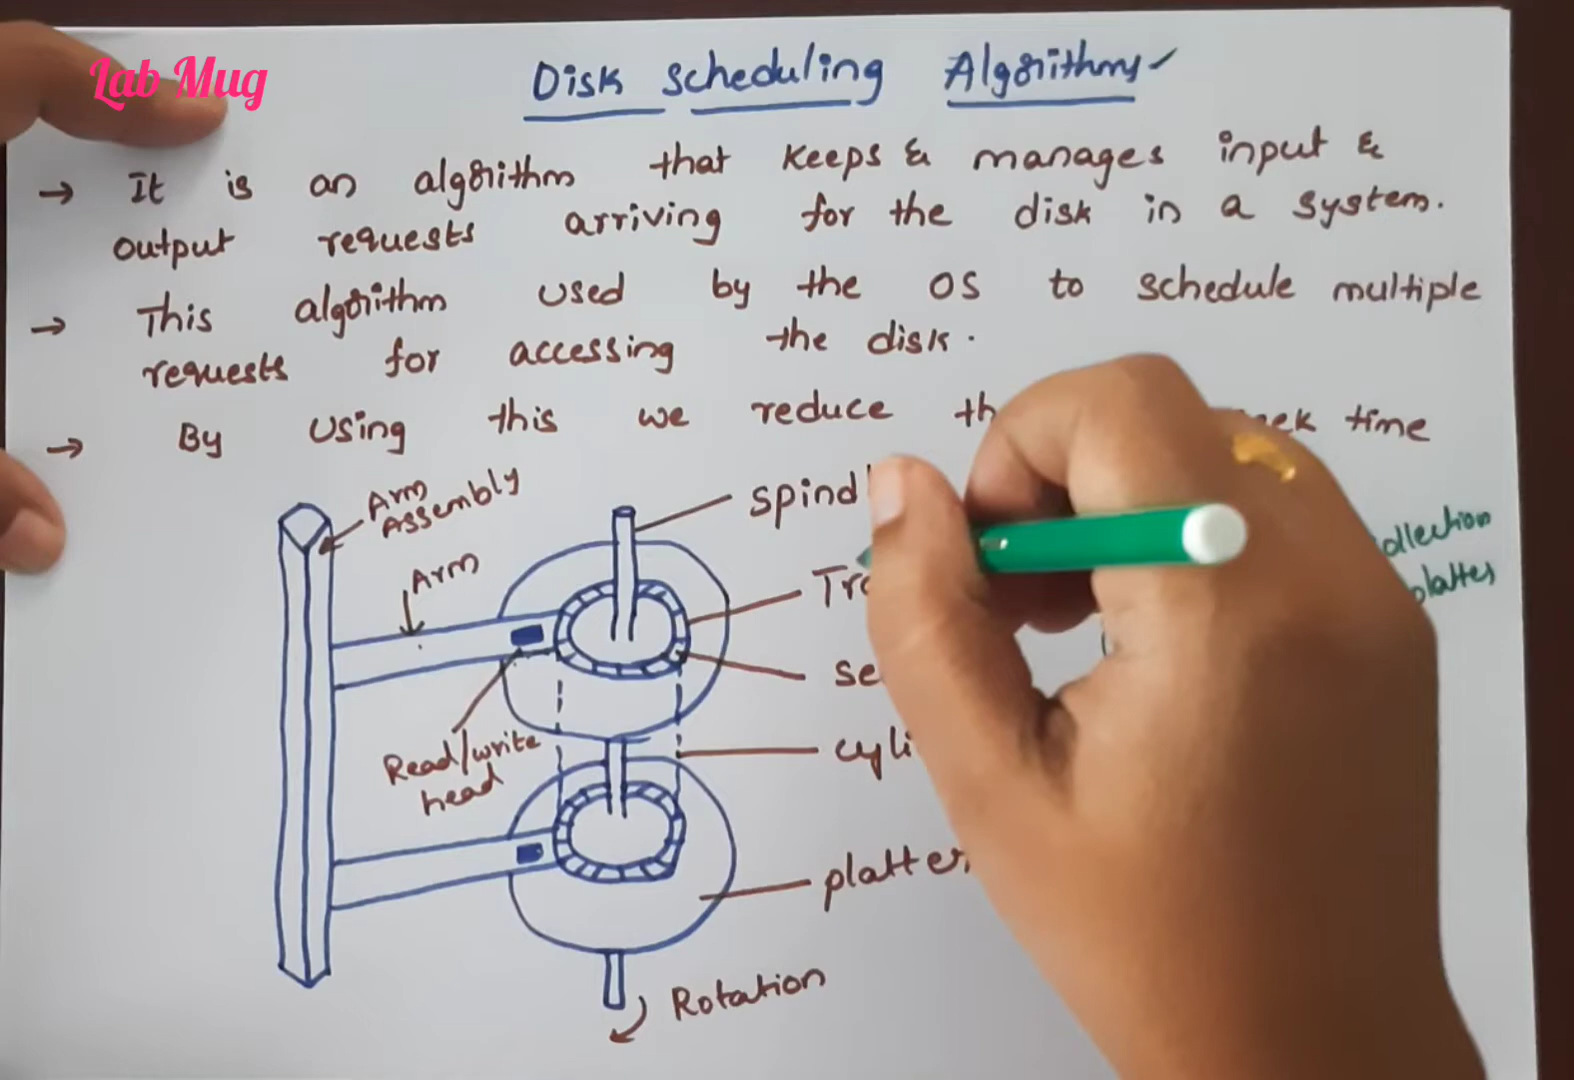 Lab Mug
Disk scheduling Algorithms
→ It is an algorithm that keeps & manages input &
output requests arriving for the disk in a system.
→ This algorithm used by the OS to schedule multiple
requests for accessing the disk.
→ By using this we reduce time
Arm
Assembly
Arm
Read/write
head
platter
Rotation